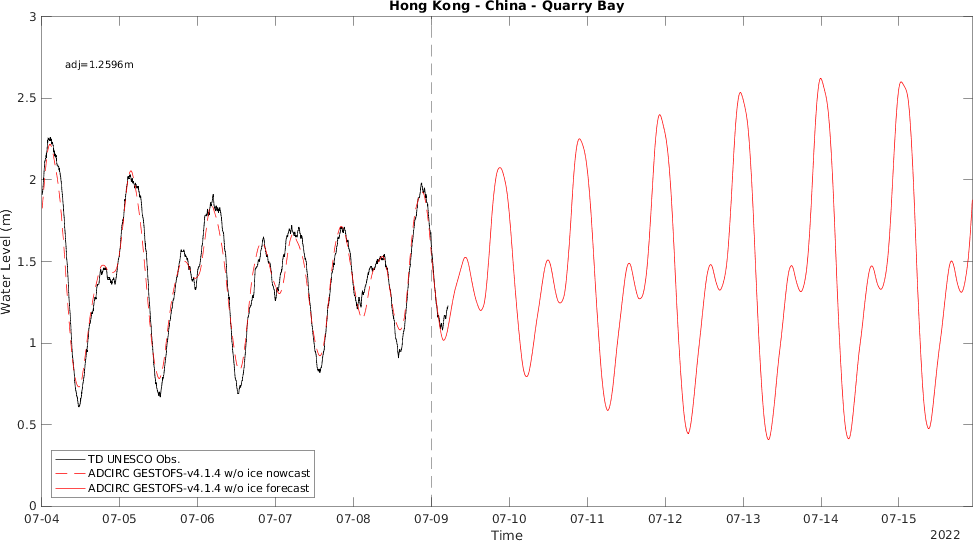 Hong Kong - China - Quarry Bay
3
adj=1.2596m
2.5
2
1.5
Water Level (m)
1
0.5
TD UNESCO Obs.
ADCIRC GESTOFS-v4.1.4 w/o ice nowcast
ADCIRC GESTOFS-v4.1.4 w/o ice forecast
0
07-04 07-05 07-06 07-07 07-08 07-09 07-10 07-11 07-12 07-13 07-14 07-15
Time
2022